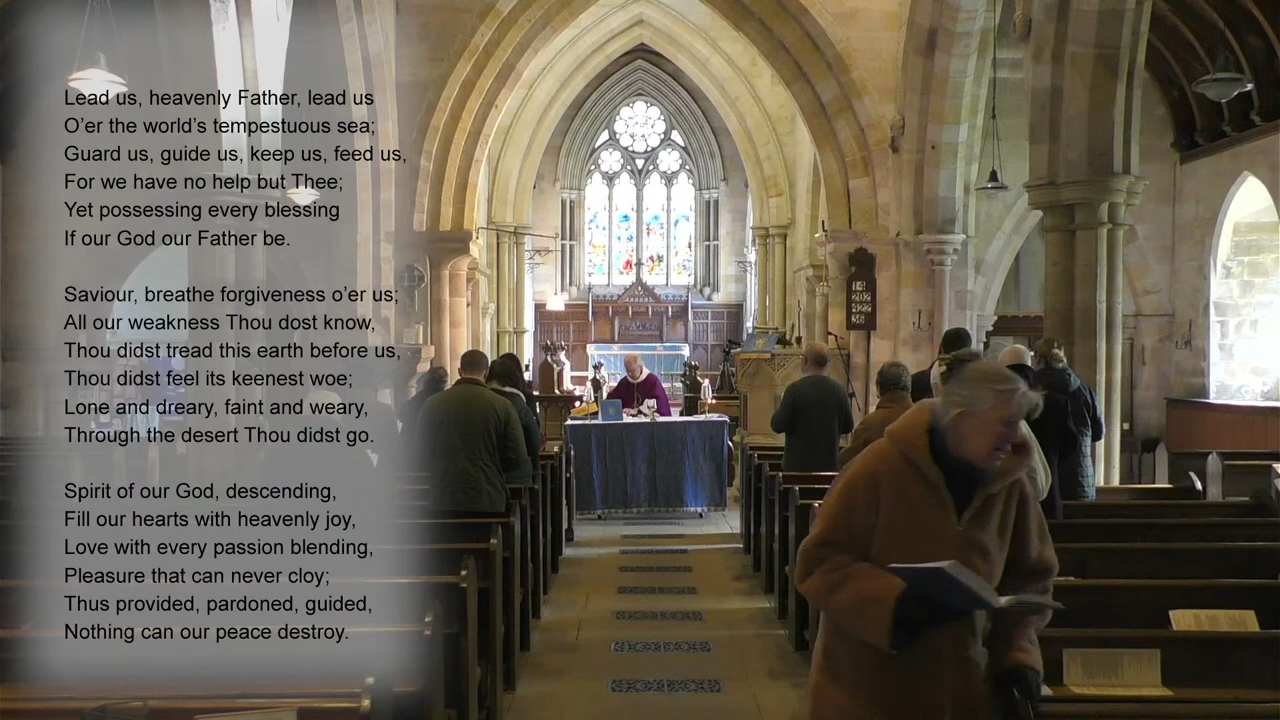 Lead us, heavenly Father, lead us
O’er the world’s tempestuous sea;
Guard us, guide us, keep us, feed us,
For we have no help but Thee;
Yet possessing every blessing
If our God our Father be.
Saviour, breathe forgiveness o’er us;
All our weakness Thou dost know,
Thou didst tread this earth before us,
Thou didst feel its keenest woe;
Lone and dreary, faint and weary,
Through the desert Thou didst go.
Spirit of our God, descending,
Fill our hearts with heavenly joy,
Love with every passion blending,
Pleasure that can never cloy;
Thus provided, pardoned, guided,
Nothing can our peace destroy.
14
202
422
36